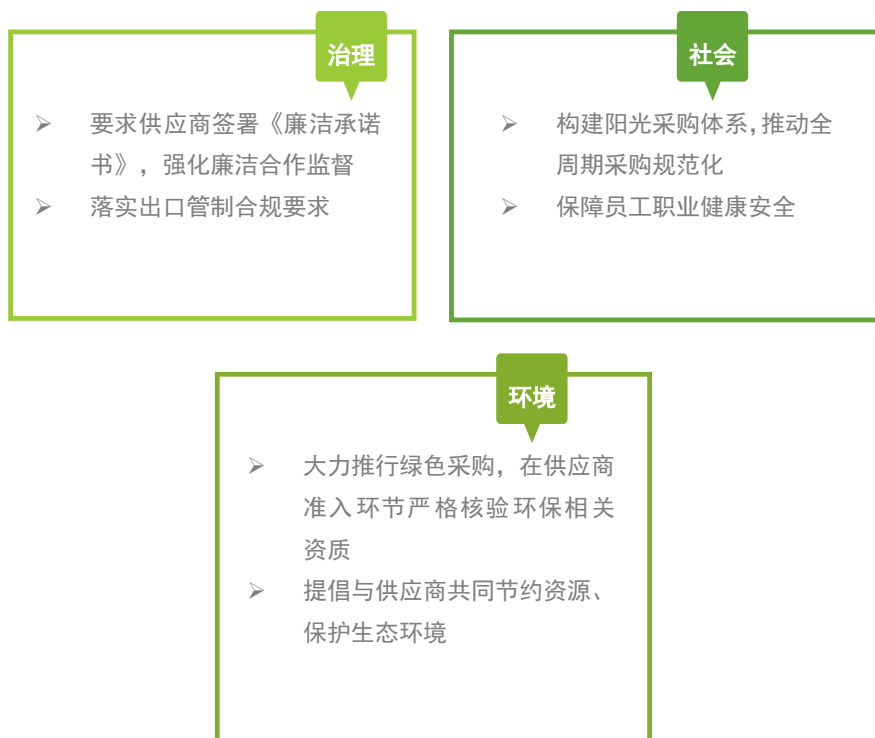 治理
➢ 要求供应商签署《廉洁承诺
书》，强化廉洁合作监督
➢ 落实出口管制合规要求
社会
➢ 构建阳光采购体系，推动全
周期采购规范化
➢ 保障员工职业健康安全
环境
➢ 大力推行绿色采购，在供应商
准入环节严格核验环保相关
资质
➢ 提倡与供应商共同节约资源、
保护生态环境